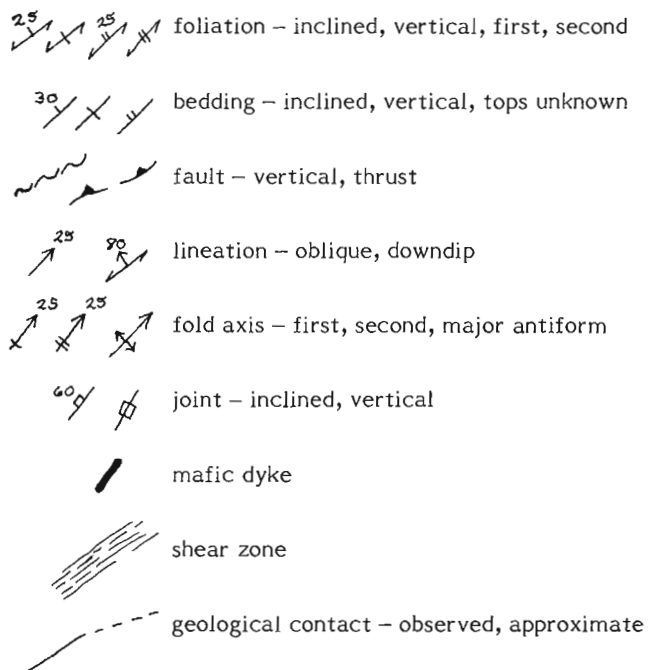 25 25 foliation – inclined, vertical, first, second
30 bedding – inclined, vertical, tops unknown
fault – vertical, thrust
25 80 lineation – oblique, downdip
25 25 fold axis – first, second, major antiform
60 joint – inclined, vertical
mafic dyke
shear zone
geological contact – observed, approximate